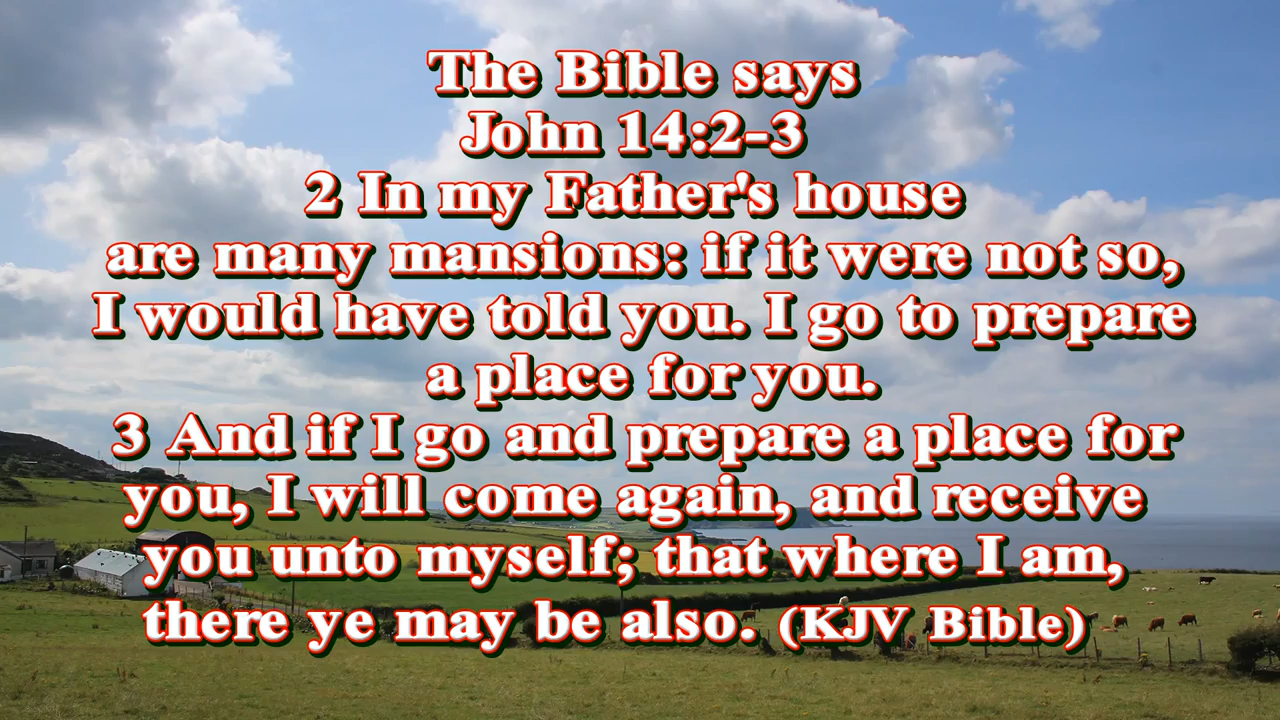 The Bible says
John 14:2-3
2 In my Father's house
are many mansions: if it were not so,
I would have told you. I go to prepare
a place for you.
3 And if I go and prepare a place for
you, I will come again, and receive
you unto myself; that where I am,
there ye may be also. (KJV Bible)